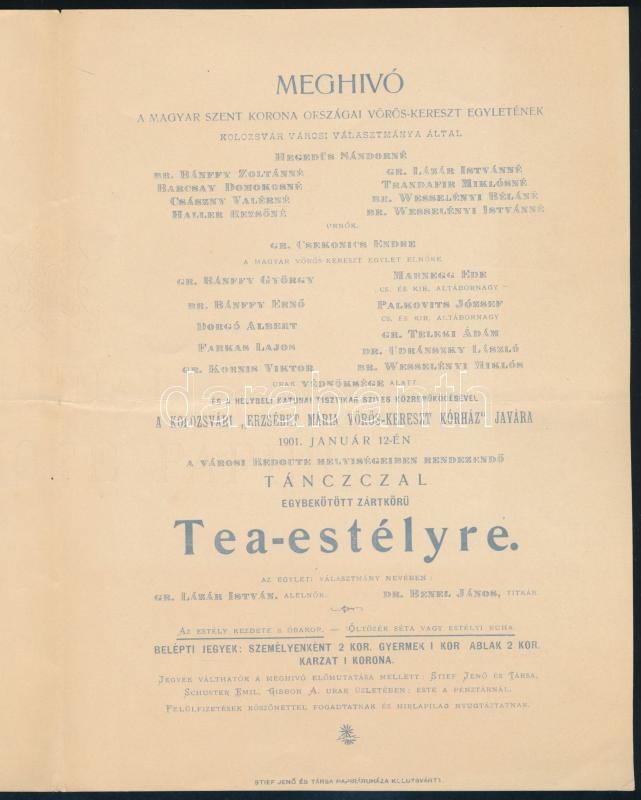 MEGHIVÓ
A MAGYAR SZENT KORONA ORSZÁGAI VÖRÖS-KERESZT EGYLETÉNEK
KOLOZSVÁR VÁROSI VÁLASZTMÁNYA ÁLTAL
HEGEDÜS SÁNDORNÉ
BR. BÁNFFY ZOLTÁNNÉ
BARCSAY DOMOKOSNÉ
CSÁSZNY VALÉRNÉ
HALLER REZSŐNÉ
GR. LÁZÁR ISTVÁNNÉ
TRANDAFIR MIKLÓSNÉ
BR. WESSELÉNYI BÉLÁNÉ
BR. WESSELÉNYI ISTVÁNNÉ
URNŐK,
GR. CSEKONICS ENDRE
A MAGYAR VÖRÖS-KERESZT EGYLET ELNÖKE
GR. BÁNFFY GYÖRGY
BR. BÁNFFY ERNŐ
DORGÓ ALBERT
FARKAS LAJOS
GR. KORNIS VIKTOR
MARNEGG EDE
CS. ÉS KIR. ALTÁBORNAGY
PALKOVITS JÓZSEF
CS. ÉS KIR. ALTÁBORNAGY
GR. TELEKI ÁDÁM
DR. UDRÁNSZKY LÁSZLÓ
BR. WESSELÉNYI MIKLÓS
URAK VÉDNÖKSÉGE ALATT
ÉS A HELYBELI KATONAI TISZTIKAR SZIVES KÖZREMŰKÖDÉSÉVEL
A KOLOZSVÁRI „ERZSÉBET MÁRIA VÖRÖS-KERESZT KÓRHÁZ" JAVÁRA
1901. JANUÁR 12-ÉN
A VÁROSI REDOUTE HELYISÉGEIBEN RENDEZENDŐ
TÁNCZCZAL
EGYBEKÖTÖTT ZÁRTKÖRÜ
Tea-estélyre.
AZ EGYLETI VÁLASZTMÁNY NEVÉBEN:
GR. LÁZÁR ISTVÁN, ALELNÖK. DR. BENEL JÁNOS, TITKÁR.
AZ ESTÉLY KEZDETE 8 ÓRAKOR. — ÖLTÖZÉK SÉTA VAGY ESTÉLYI RUHA.
BELÉPTI JEGYEK: SZEMÉLYENKÉNT 2 KOR. GYERMEK 1 KOR ABLAK 2 KOR.
KARZAT 1 KORONA.
JEGYEK VÁLTHATÓK A MEGHIVÓ ELŐMUTATÁSA MELLETT: STIEF JENŐ ÉS TÁRSA,
SCHUSTER EMIL, GIBBON A. URAK ÜZLETÉBEN: ESTE A PÉNZTÁRNÁL.
FELÜLFIZETÉSEK KÖSZÖNETTEL FOGADTATNAK ÉS HIRLAPILAG NYUGTÁZTATNAK.
STIEF JENŐ ÉS TÁRSA PAPIRÁRUHÁZA
darabanth